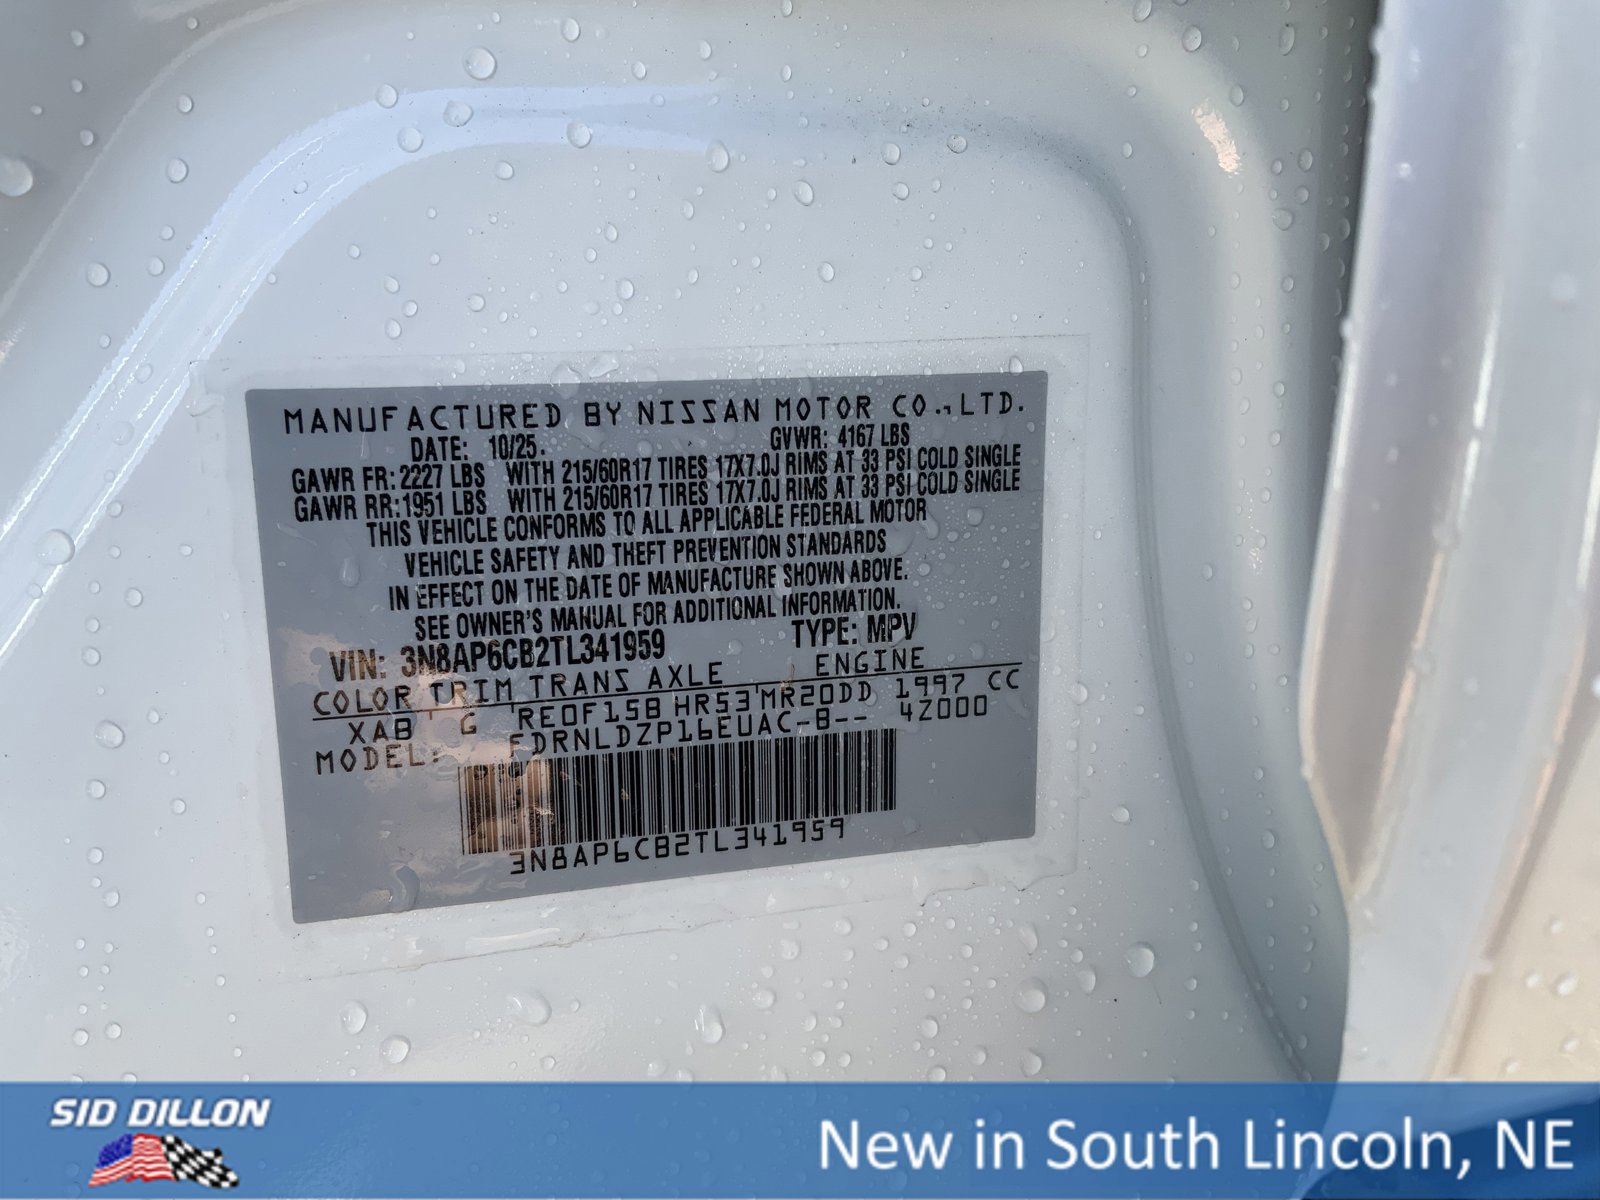 MANUFACTURED BY NISSAN MOTOR CO., LTD.
DATE: 10/25. GVWR: 4167 LBS
GAWR FR: 2227 LBS WITH 215/60R17 TIRES 17X7.0J RIMS AT 33 PSI COLD SINGLE
GAWR RR: 1951 LBS WITH 215/60R17 TIRES 17X7.0J RIMS AT 33 PSI COLD SINGLE
THIS VEHICLE CONFORMS TO ALL APPLICABLE FEDERAL MOTOR
VEHICLE SAFETY AND THEFT PREVENTION STANDARDS
IN EFFECT ON THE DATE OF MANUFACTURE SHOWN ABOVE.
SEE OWNER'S MANUAL FOR ADDITIONAL INFORMATION.
VIN: 3N8AP6CB2TL341959 TYPE: MPV
COLOR TRIM TRANS AXLE ENGINE
XAB G RE0F15B HR53 MR20DD 1997 CC
MODEL: FDRNLDZP16EUAC-B-- 4Z000
3N8AP6CB2TL341959
SID DILLON
New in South Lincoln, NE